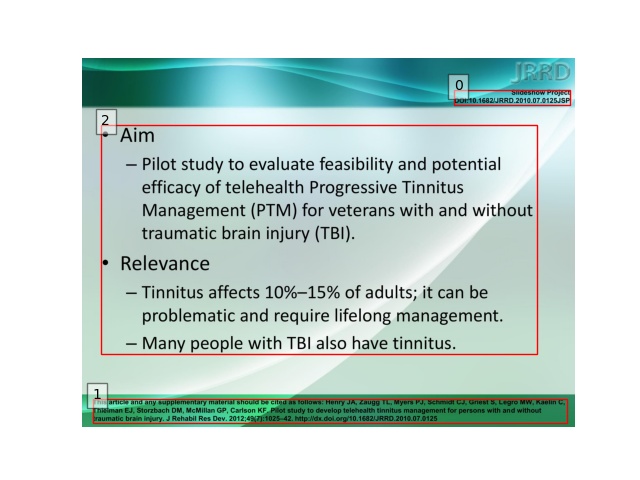 JRRD
Slideshow Project
DOI:10.1682/JRRD.2010.07.0125JSP
0
2
• Aim
– Pilot study to evaluate feasibility and potential
efficacy of telehealth Progressive Tinnitus
Management (PTM) for veterans with and without
traumatic brain injury (TBI).
• Relevance
– Tinnitus affects 10%–15% of adults; it can be
problematic and require lifelong management.
– Many people with TBI also have tinnitus.
1
This article and any supplementary material should be cited as follows: Henry JA, Zaugg TL, Myers PJ, Schmidt CJ, Griest S, Legro MW, Kaelin C,
Thielman EJ, Storzbach DM, McMillan GP, Carlson KF. Pilot study to develop telehealth tinnitus management for persons with and without
traumatic brain injury. J Rehabil Res Dev. 2012;49(7):1025–42. http://dx.doi.org/10.1682/JRRD.2010.07.0125